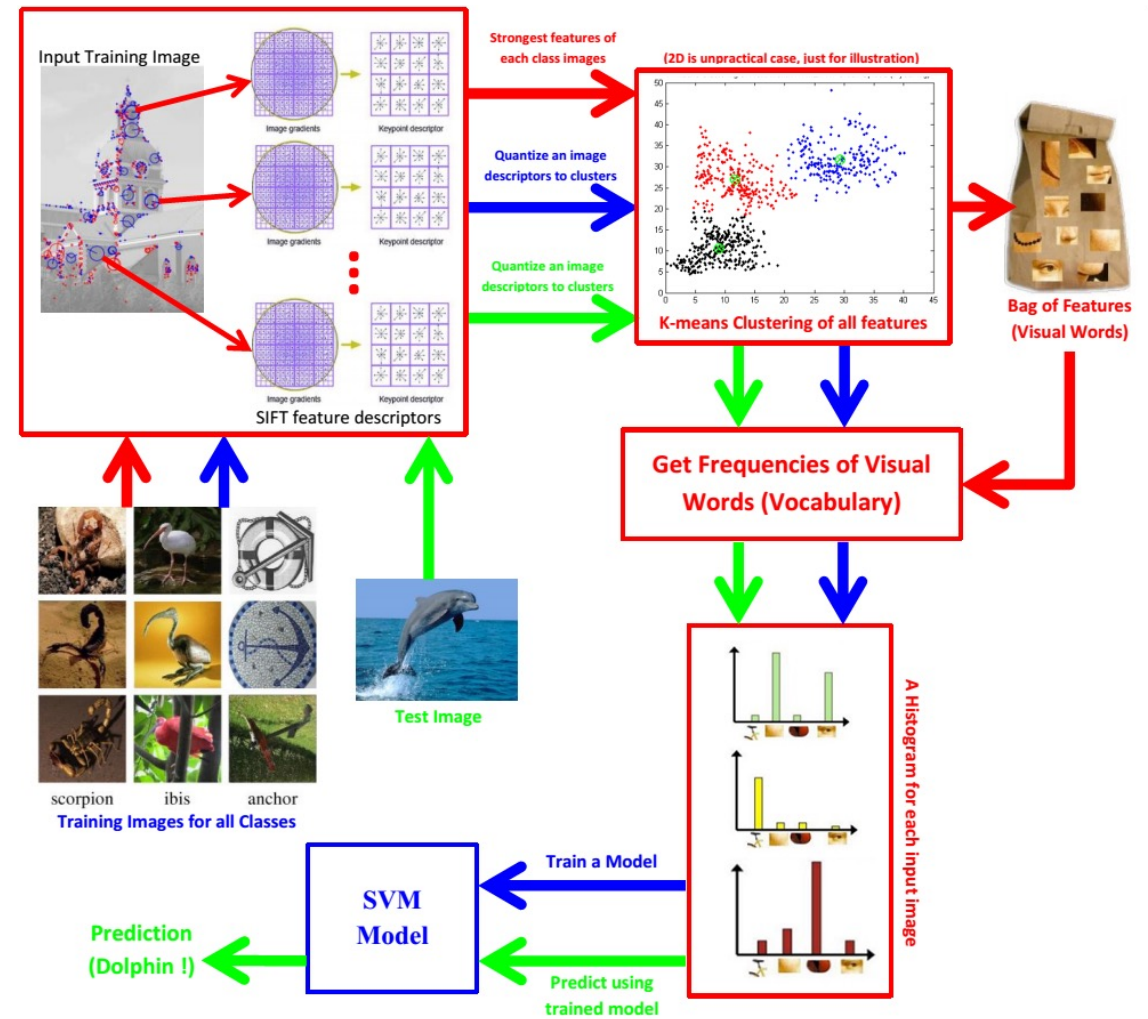 Input Training Image
Image gradients
Keypoint descriptor
Image gradients
Keypoint descriptor
Image gradients
Keypoint descriptor
SIFT feature descriptors
Strongest features of
each class images
Quantize an image
descriptors to clusters
Quantize an image
descriptors to clusters
(2D is unpractical case, just for illustration)
50
45
40
35
30
25
20
15
10
5
0
0
5
10
15
20
25
30
35
40
45
K-means Clustering of all features
Bag of Features
(Visual Words)
Get Frequencies of Visual
Words (Vocabulary)
scorpion
ibis
anchor
Training Images for all Classes
Test Image
A Histogram for each input image
Train a Model
SVM
Model
Predict using
trained model
Prediction
(Dolphin !)